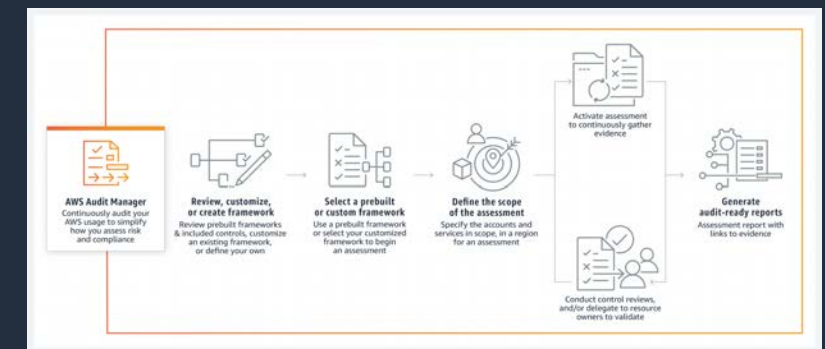 AWS Audit Manager
Continuously audit your
AWS usage to simplify
how you assess risk
and compliance
Review, customize,
or create framework
Review prebuilt frameworks
& included controls, customize
an existing framework,
or define your own
Select a prebuilt
or custom framework
Use a prebuilt framework
or select your customized
framework to begin
an assessment
Define the scope
of the assessment
Specify the accounts and
services in scope, in a region
for an assessment
Activate assessment
to continuously gather
evidence
Conduct control reviews,
and/or delegate to resource
owners to validate
Generate
audit-ready reports
Assessment report with
links to evidence